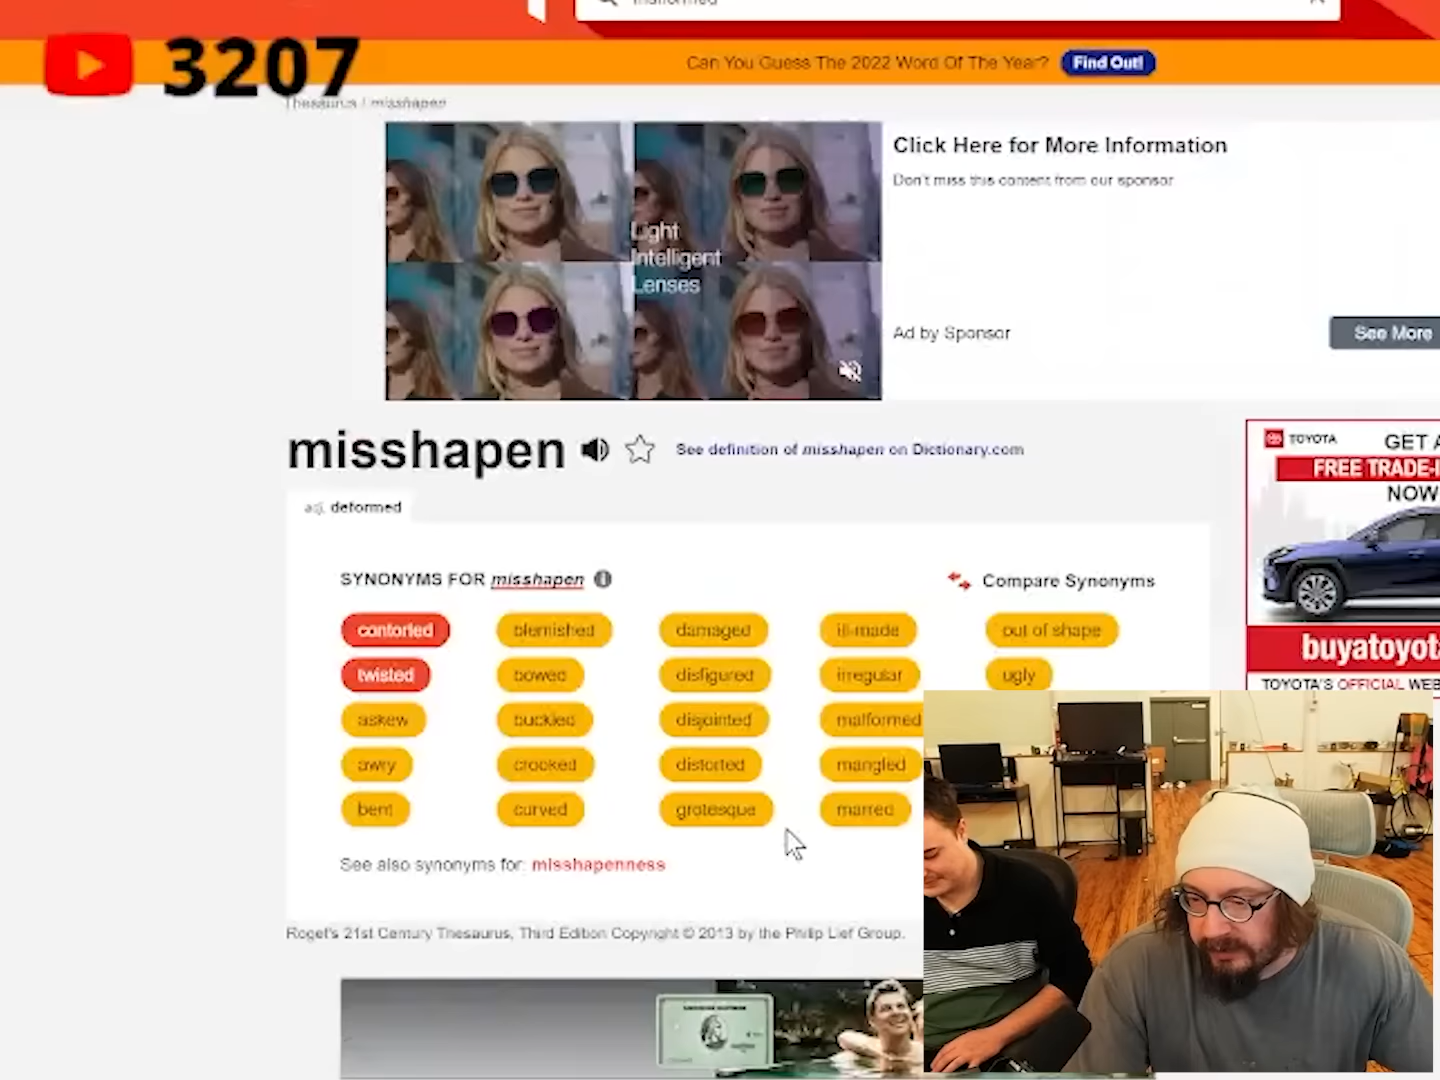 malformed
3207
Can You Guess The 2022 Word Of The Year? Find Out!
Thesaurus / misshapen
Click Here for More Information
Don't miss this content from our sponsor
Light
Intelligent
Lenses
Ad by Sponsor
See More
misshapen
See definition of misshapen on Dictionary.com
adj. deformed
SYNONYMS FOR misshapen
Compare Synonyms
contorted blemished damaged ill-made out of shape
twisted bowed disfigured irregular ugly
askew buckled disjointed malformed
awry crooked distorted mangled
bent curved grotesque marred
See also synonyms for: misshapenness
Roget's 21st Century Thesaurus, Third Edition Copyright © 2013 by the Philip Lief Group.
TOYOTA
GET A
FREE TRADE-I
NOW
buyatoyot
TOYOTA'S OFFICIAL WEB